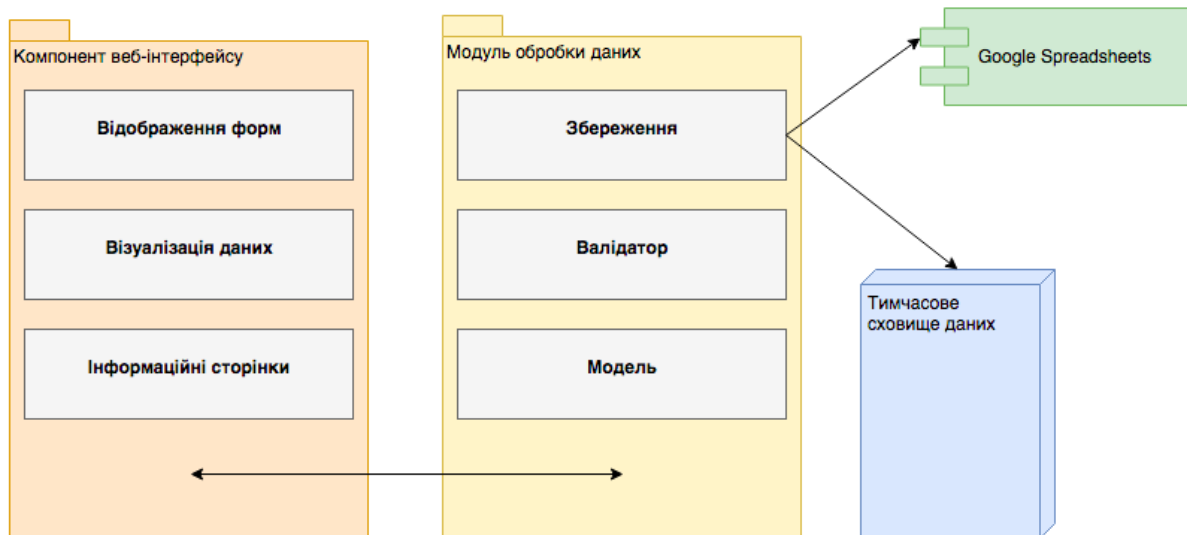 Компонент веб-інтерфейсу
Відображення форм
Візуалізація даних
Інформаційні сторінки
Модуль обробки даних
Збереження
Валідатор
Модель
Google Spreadsheets
Тимчасове
сховище даних